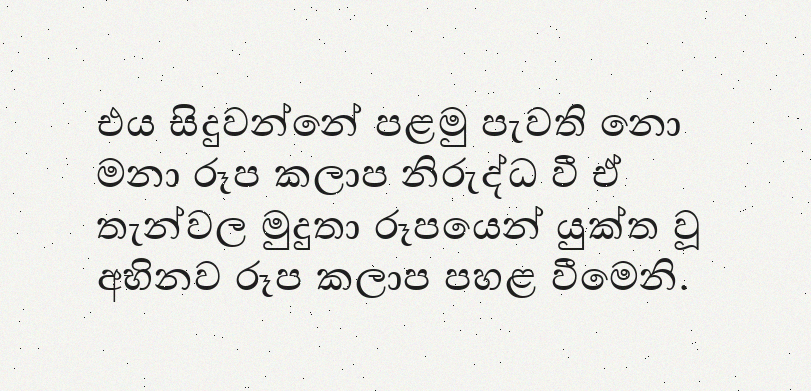 එය සිදුවන්නේ පළමු පැවති නො
මනා රූප කලාප නිරුද්ධ වී ඒ
තැන්වල මුදුතා රූපයෙන් යුක්ත වූ
අභිනව රූප කලාප පහළ වීමෙනි.